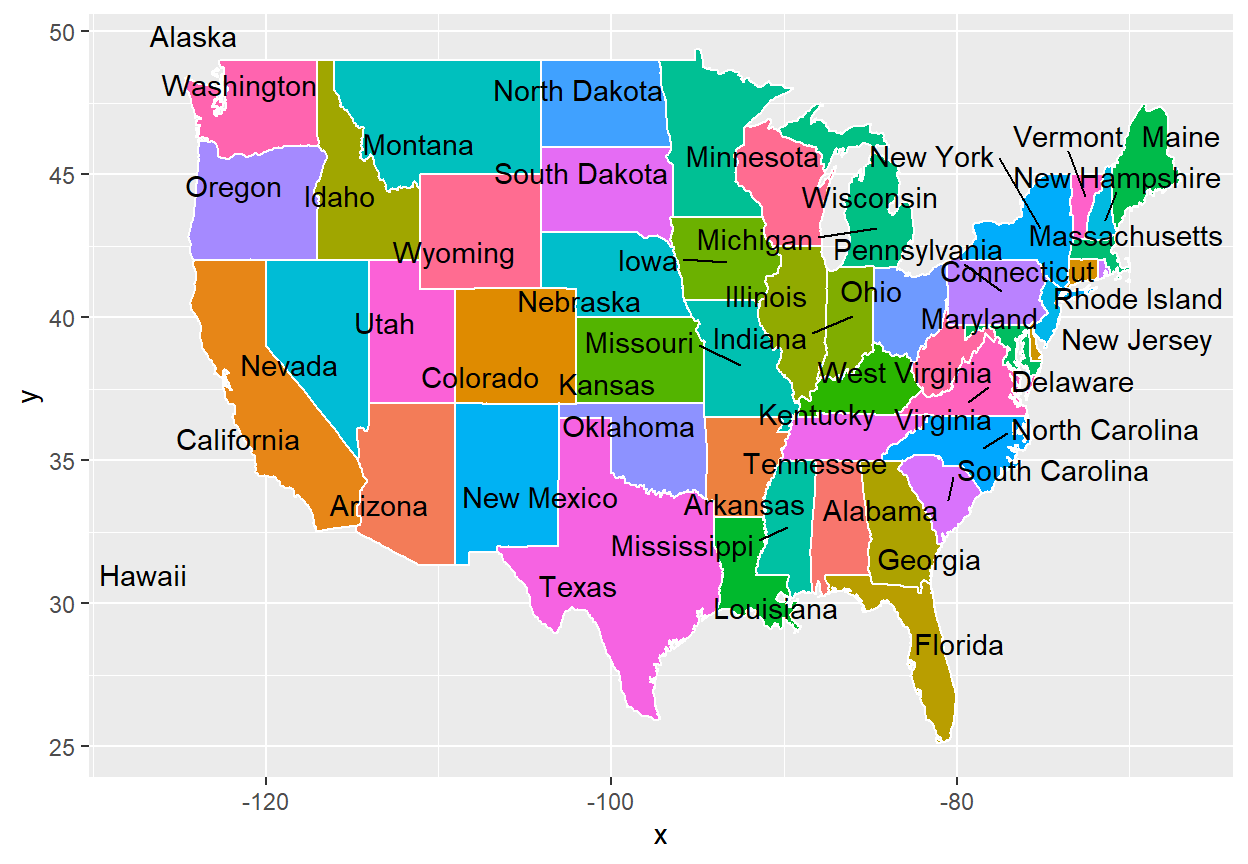 50
Alaska
Washington
North Dakota
Montana
Minnesota
New York
Vermont
Maine
45
Oregon
Idaho
South Dakota
Wisconsin
New Hampshire
Wyoming
Iowa
Michigan
Pennsylvania
Massachusetts
Connecticut
40
Utah
Nebraska
Illinois
Ohio
Maryland
Rhode Island
Nevada
Missouri
Indiana
New Jersey
Colorado
Kansas
West Virginia
Delaware
y
35
California
Oklahoma
Kentucky
Virginia
North Carolina
Arizona
New Mexico
Tennessee
South Carolina
Arkansas
Alabama
Mississippi
Georgia
Hawaii
Texas
30
Louisiana
Florida
25
-120
-100
-80
x